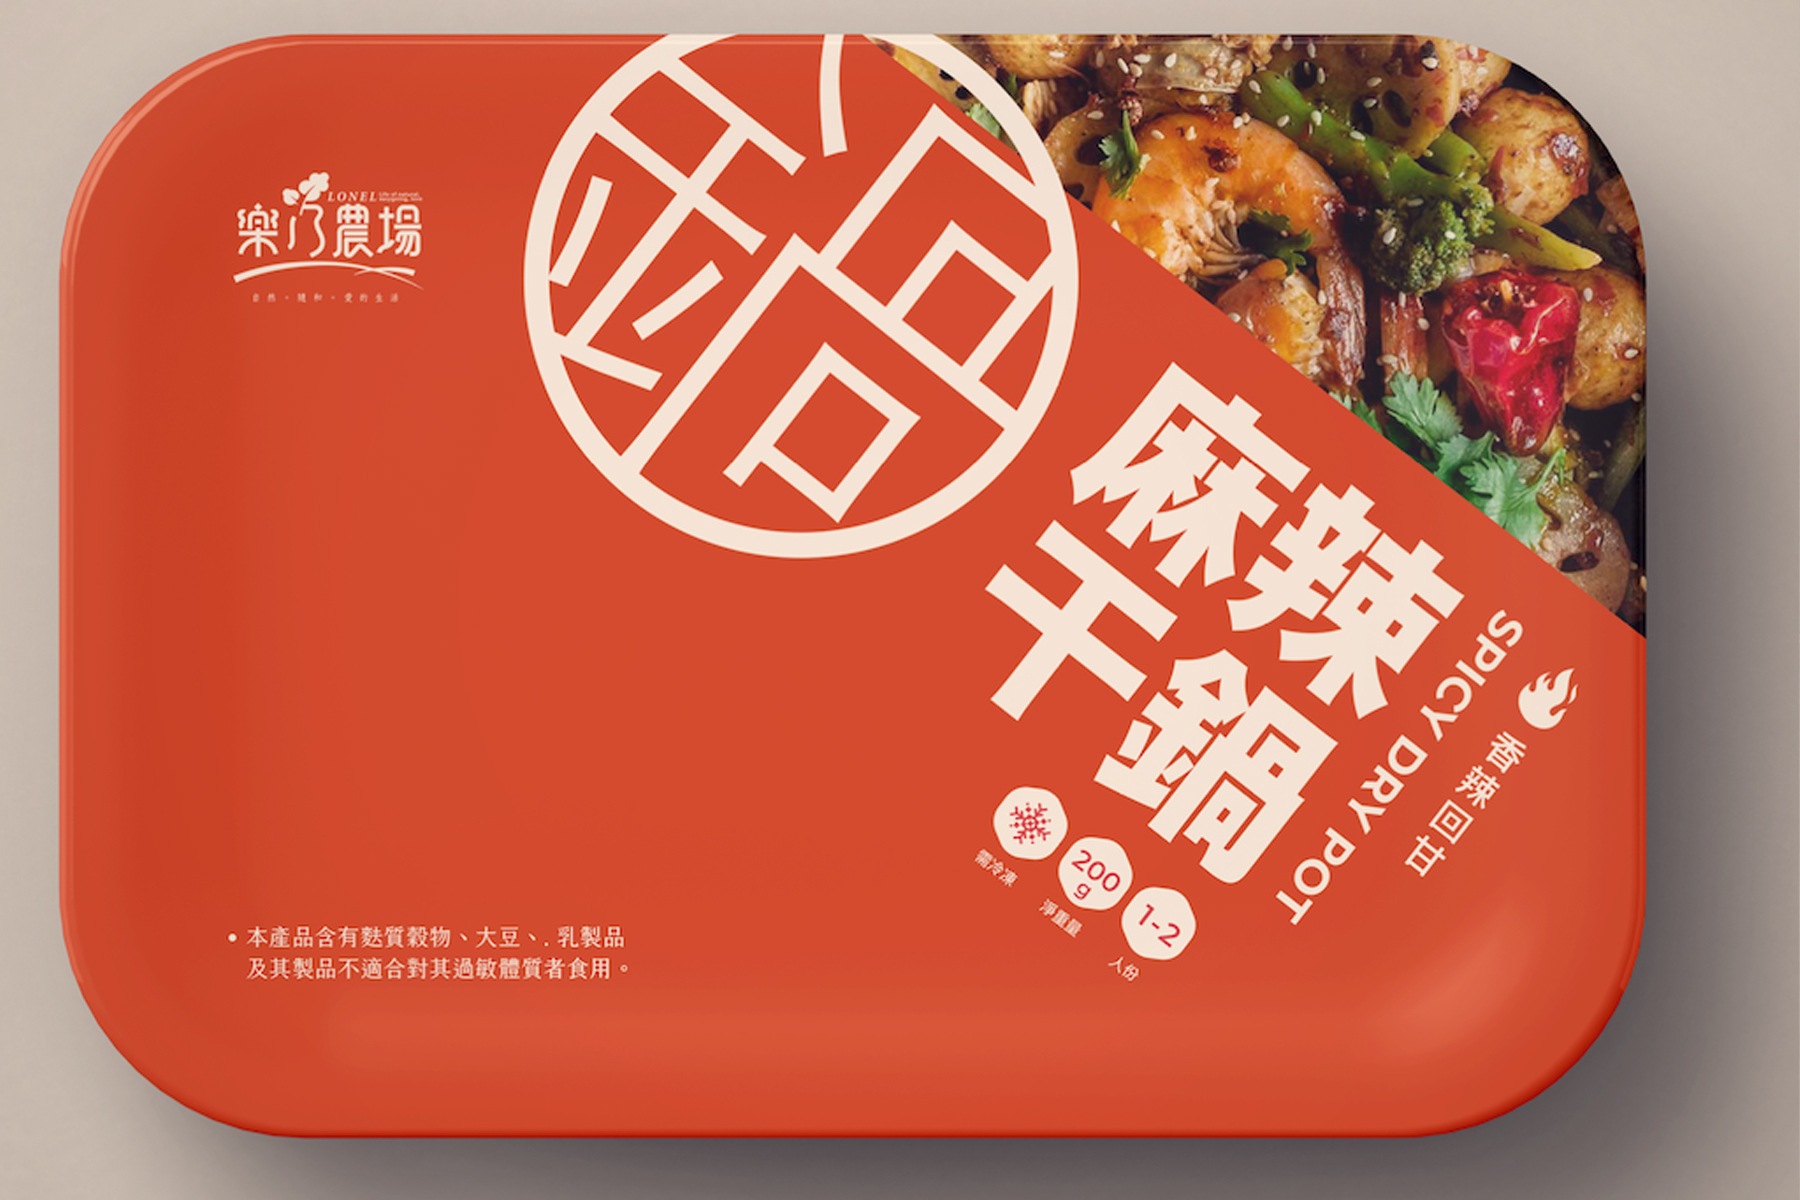 LONEL
樂乃農場
自然・隨和・愛的生活
鍋
麻辣
干鍋
SPICY DRY POT
香辣回甘
需冷凍
200
g
淨重量
1-2
人份
• 本產品含有麩質穀物、大豆、. 乳製品
及其製品不適合對其過敏體質者食用。